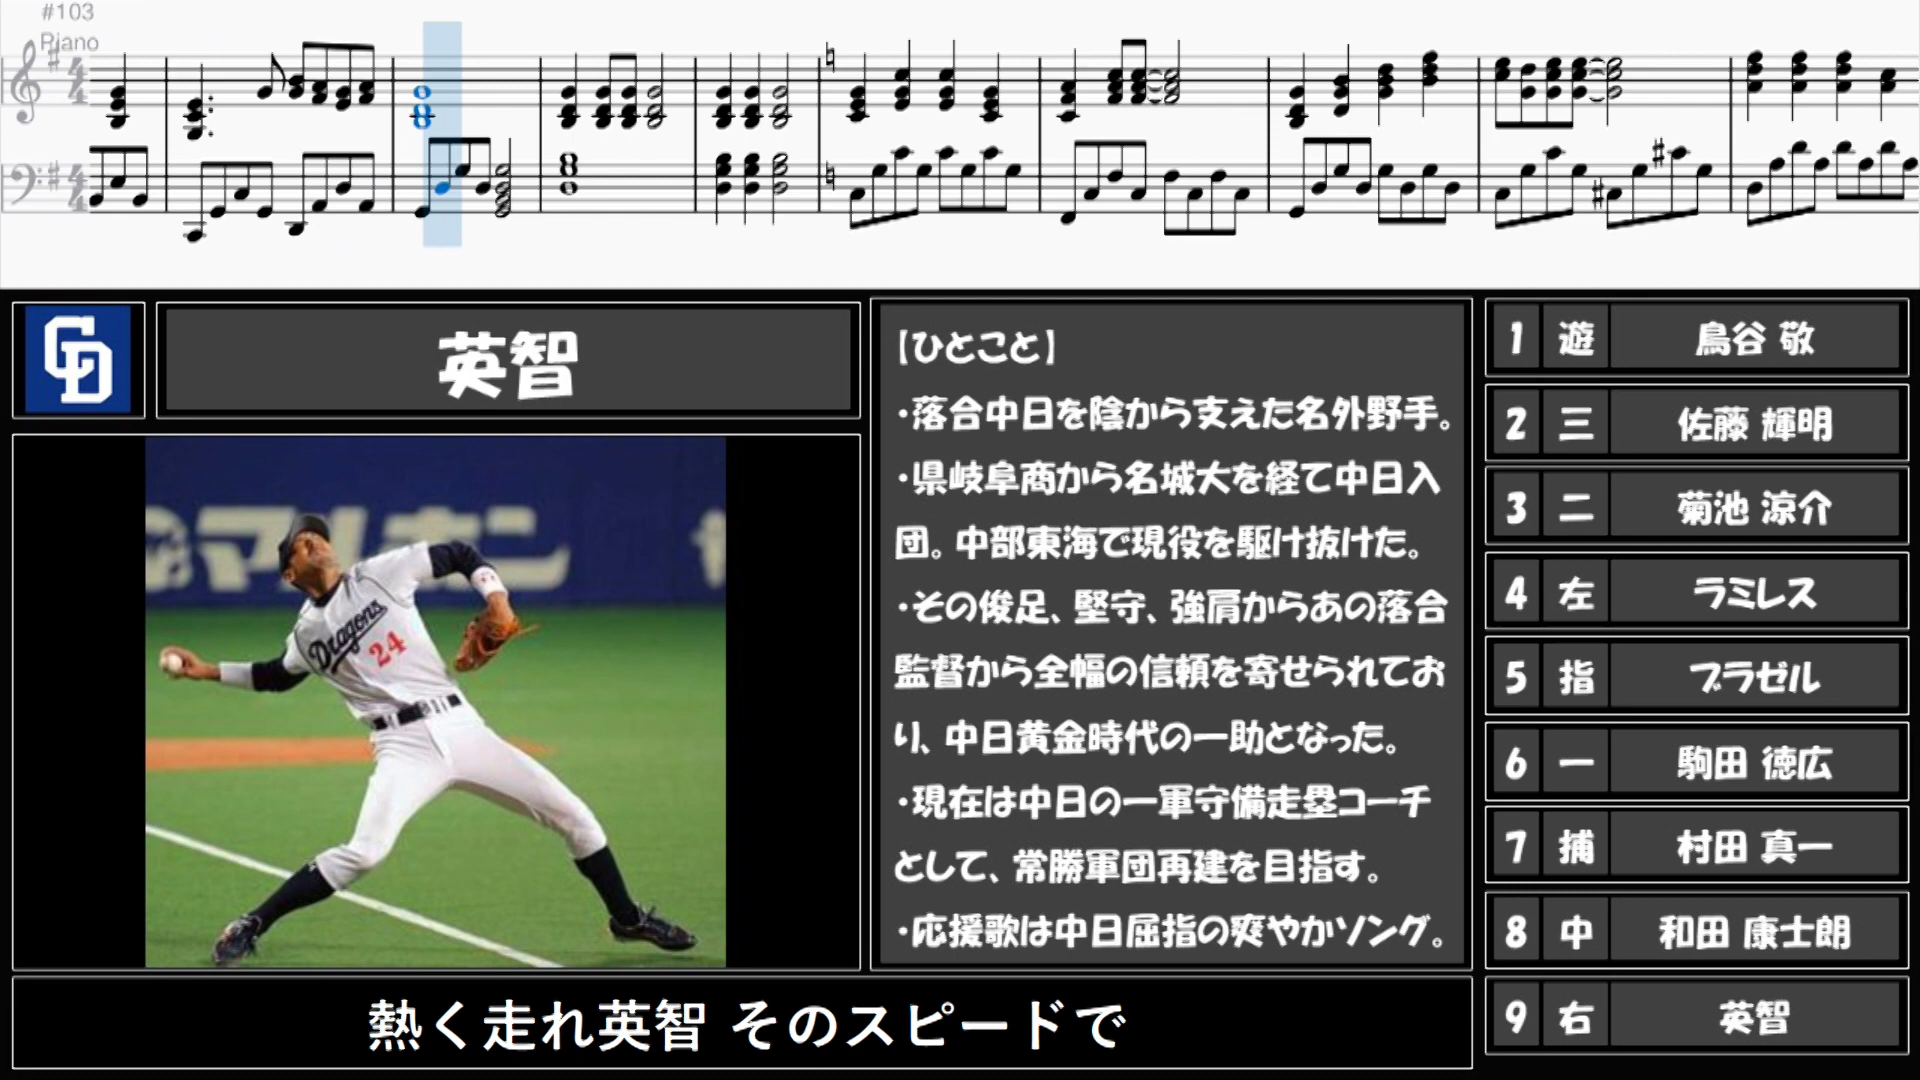 #103
Piano
英智
【ひとこと】
・落合中日を陰から支えた名外野手。
・県岐阜商から名城大を経て中日入
団。中部東海で現役を駆け抜けた。
・その俊足、堅守、強肩からあの落合
監督から全幅の信頼を寄せられてお
り、中日黄金時代の一助となった。
・現在は中日の一軍守備走塁コーチ
として、常勝軍団再建を目指す。
・応援歌は中日屈指の爽やかソング。
1 遊 鳥谷 敬
2 三 佐藤 輝明
3 二 菊池 涼介
4 左 ラミレス
5 指 ブラゼル
6 一 駒田 徳広
7 捕 村田 真一
8 中 和田 康士朗
9 右 英智
Dragons
24
熱く走れ英智 そのスピードで